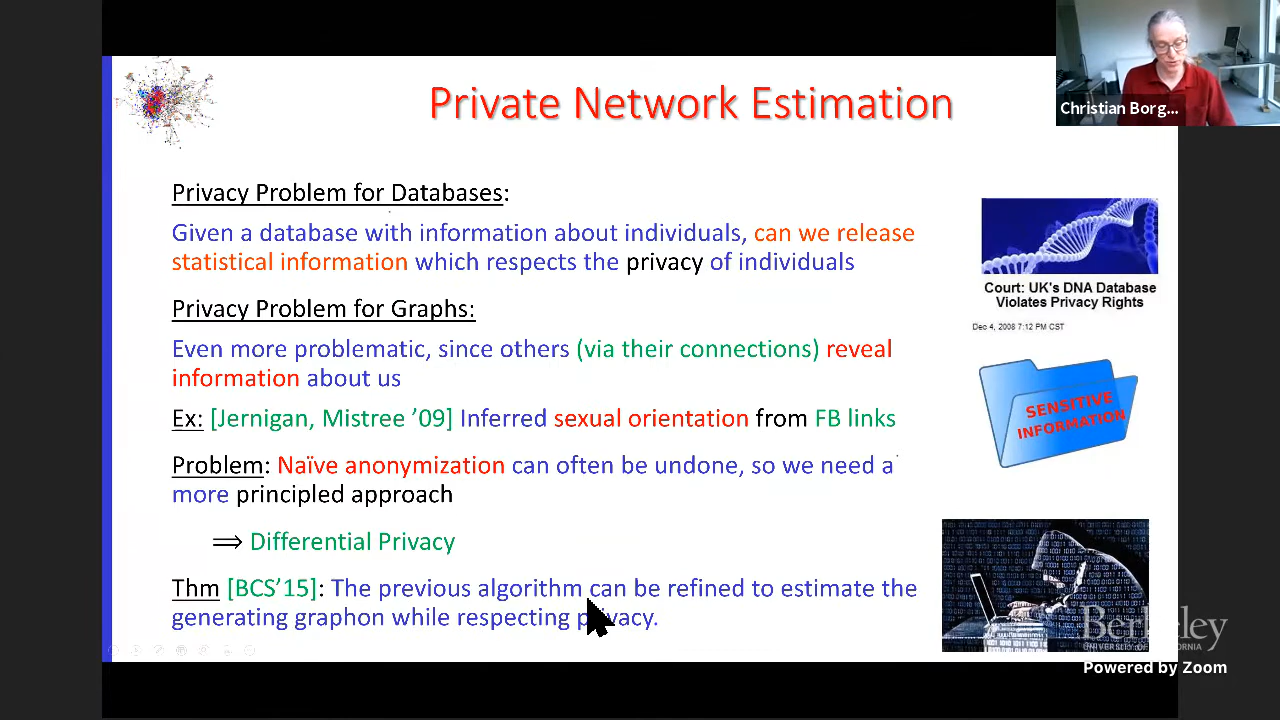 Private Network Estimation
Christian Borg...
Privacy Problem for Databases:
Given a database with information about individuals, can we release
statistical information which respects the privacy of individuals
Privacy Problem for Graphs:
Even more problematic, since others (via their connections) reveal
information about us
Ex: [Jernigan, Mistree ’09] Inferred sexual orientation from FB links
Problem: Naïve anonymization can often be undone, so we need a
more principled approach
⟹ Differential Privacy
Thm [BCS’15]: The previous algorithm can be refined to estimate the
generating graphon while respecting privacy.
Court: UK's DNA Database
Violates Privacy Rights
Dec 4, 2008 7:12 PM CST
SENSITIVE
INFORMATION
Berkeley
UNIVERSITY OF CALIFORNIA
Powered by Zoom